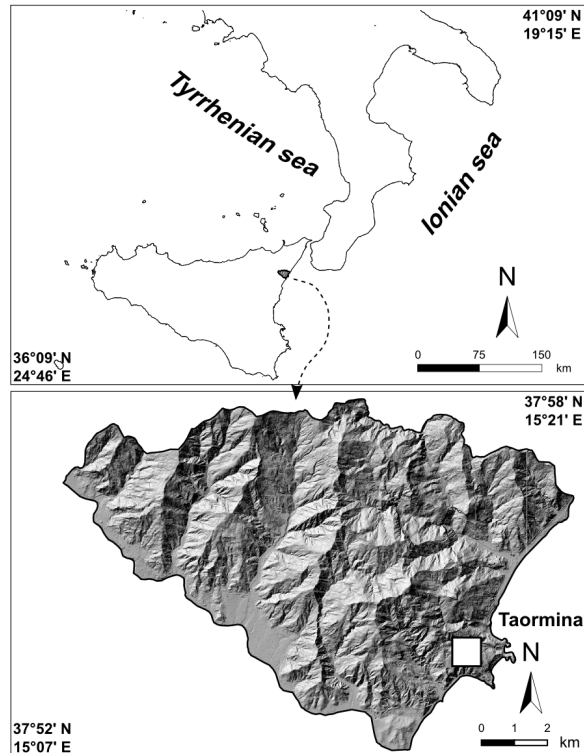 41°09' N
19°15' E
Tyrrhenian sea
Ionian sea
N
36°09' N
24°46' E
0 75 150
km
37°58' N
15°21' E
Taormina
N
37°52' N
15°07' E
0 1 2
km